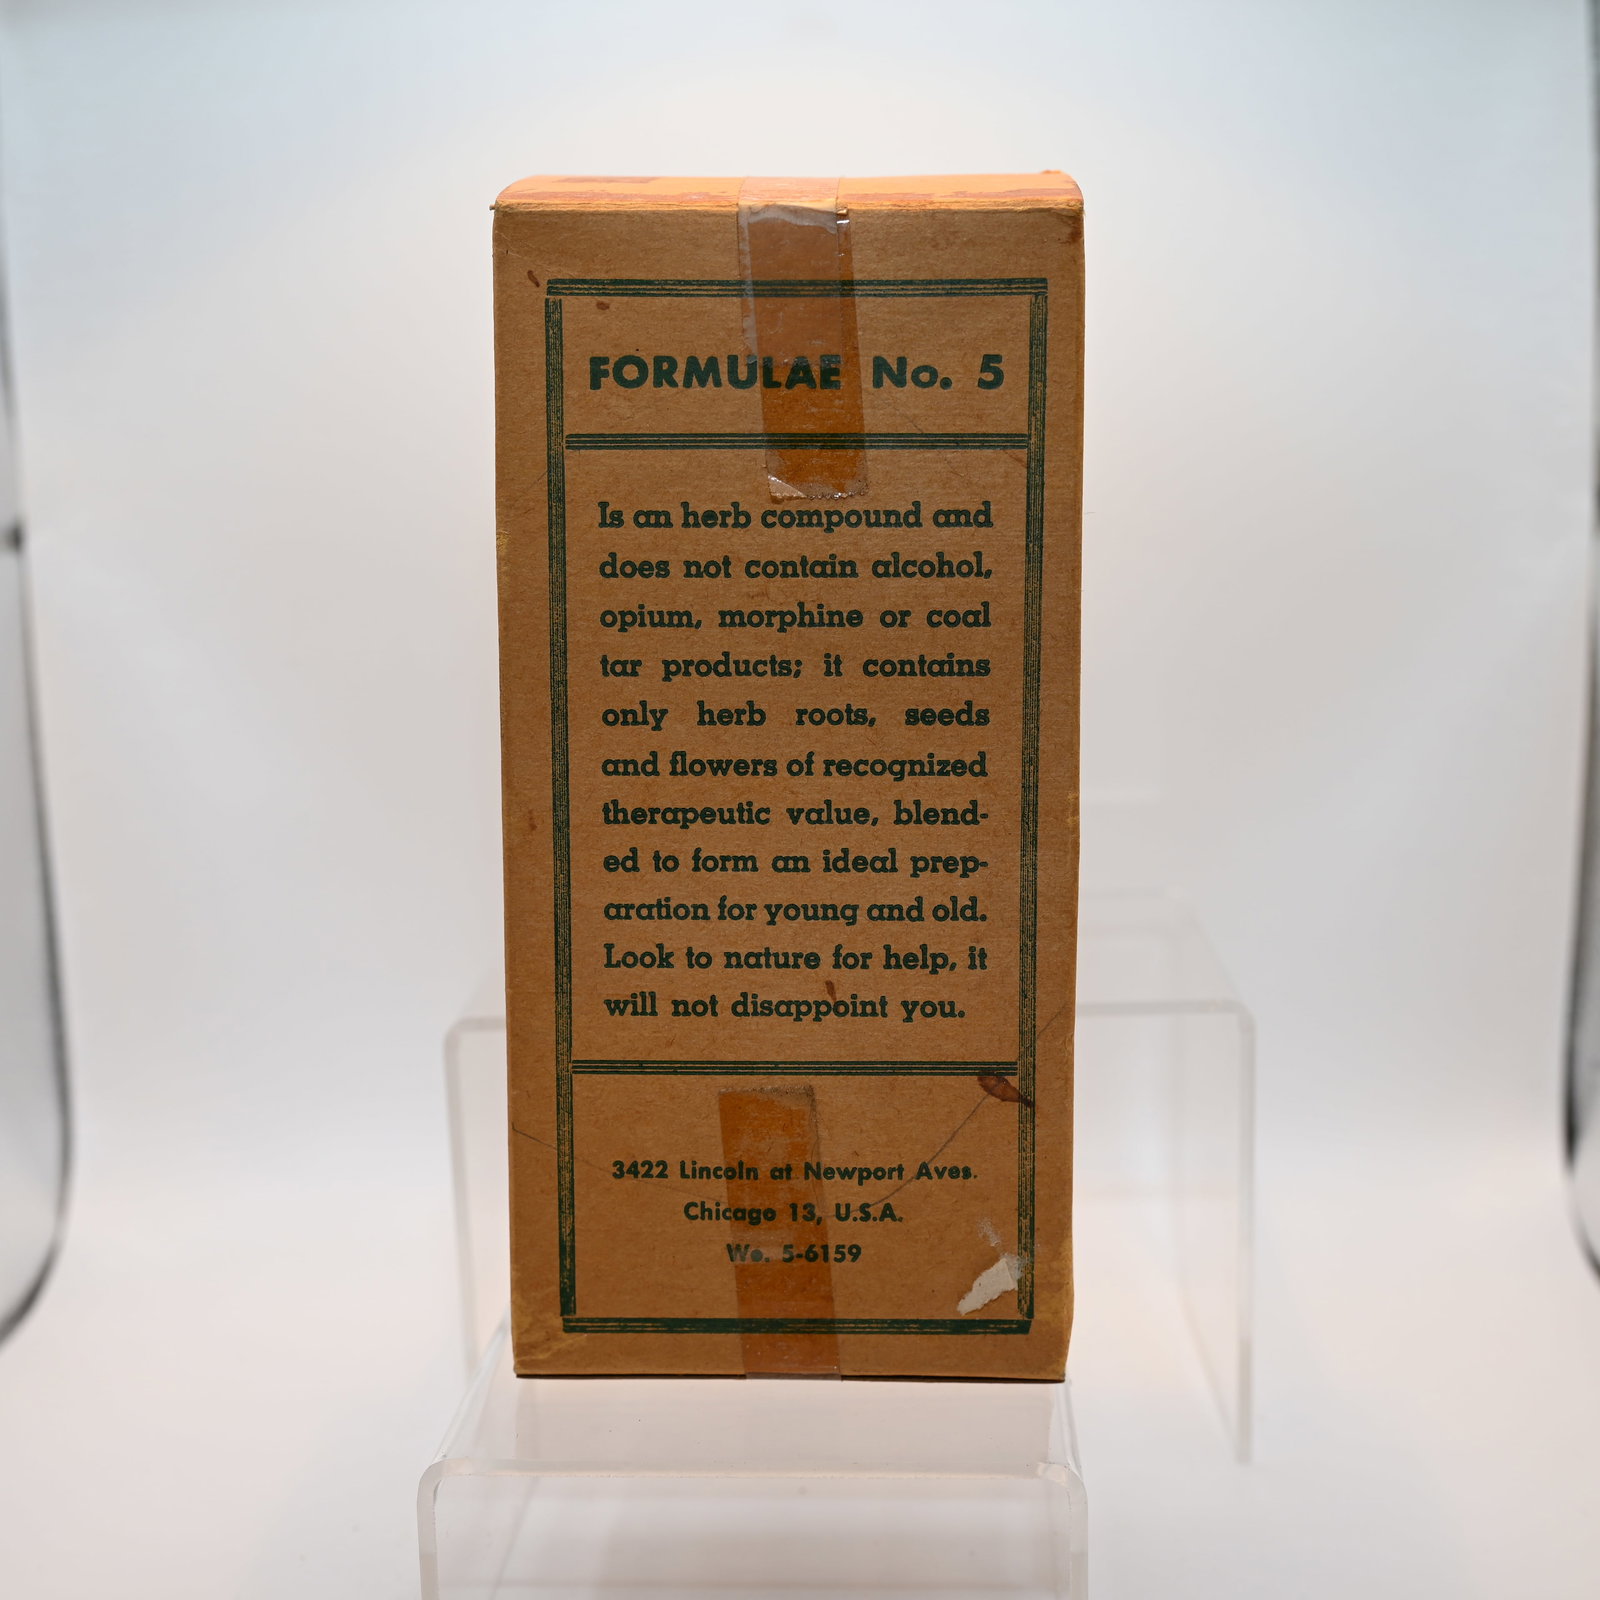 FORMULAE No. 5
Is an herb compound and
does not contain alcohol,
opium, morphine or coal
tar products; it contains
only herb roots, seeds
and flowers of recognized
therapeutic value, blend-
ed to form an ideal prep-
aration for young and old.
Look to nature for help, it
will not disappoint you.
3422 Lincoln at Newport Aves.
Chicago 13, U.S.A.
We. 5-6159